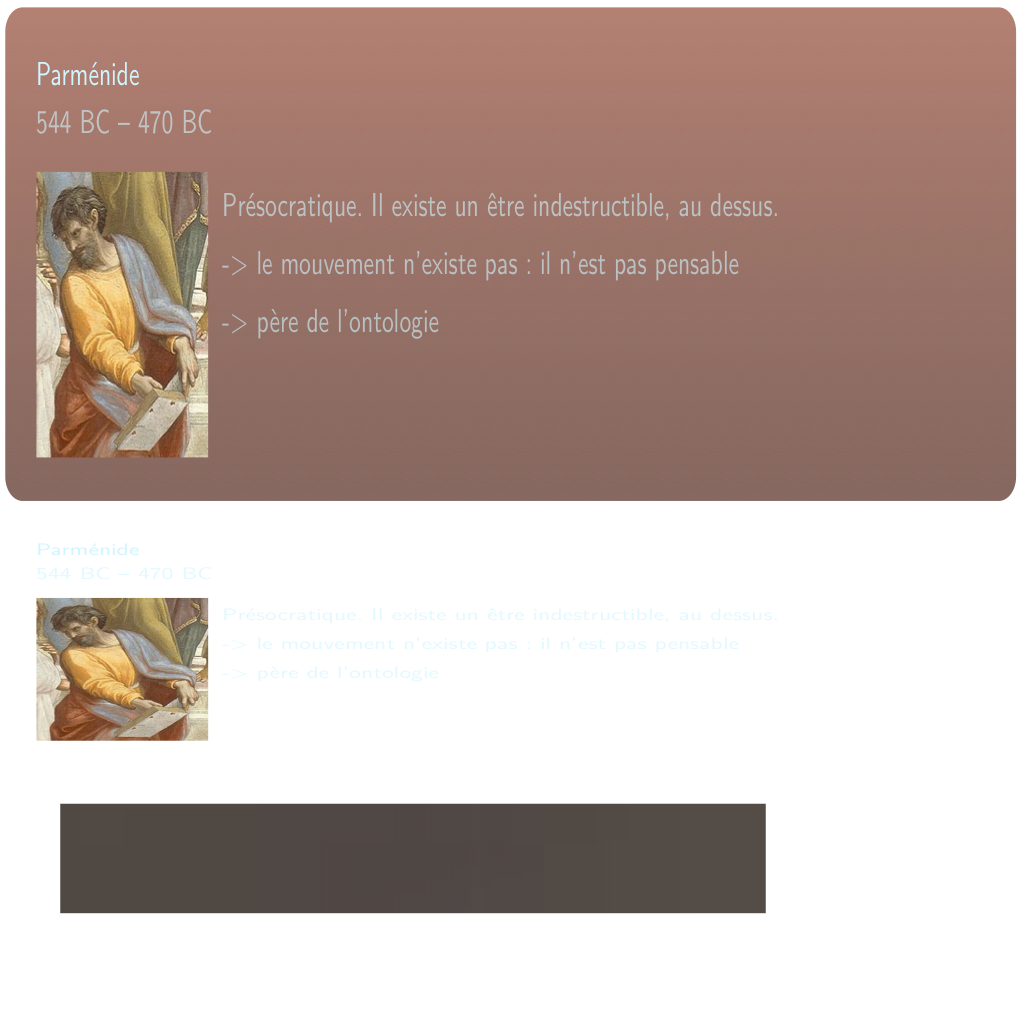 Parménide
544 BC – 470 BC
Présocratique. Il existe un être indestructible, au dessus.
-> le mouvement n'existe pas : il n'est pas pensable
-> père de l'ontologie
Parménide
544 BC – 470 BC
Présocratique. Il existe un être indestructible, au dessus.
-> le mouvement n'existe pas : il n'est pas pensable
-> père de l'ontologie